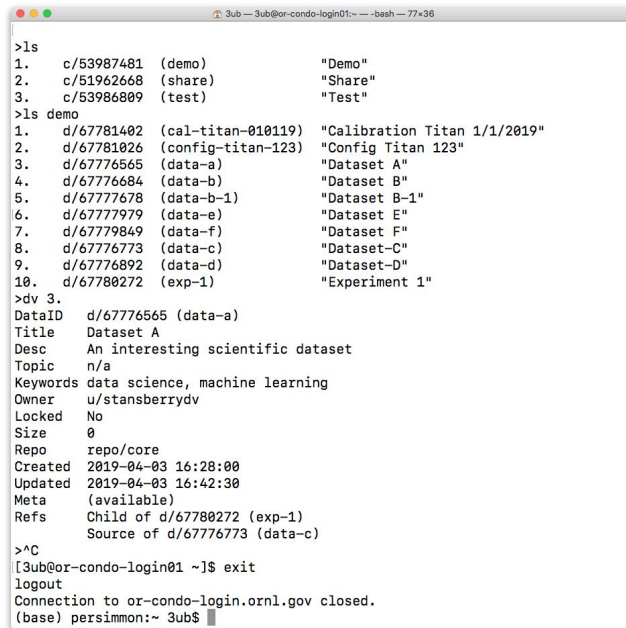 3ub — 3ub@or-condo-login01:~ — -bash — 77×36
>ls
1. c/53987481 (demo) "Demo"
2. c/51962668 (share) "Share"
3. c/53986809 (test) "Test"
>ls demo
1. d/67781402 (cal-titan-010119) "Calibration Titan 1/1/2019"
2. d/67781026 (config-titan-123) "Config Titan 123"
3. d/67776565 (data-a) "Dataset A"
4. d/67776684 (data-b) "Dataset B"
5. d/67777678 (data-b-1) "Dataset B-1"
6. d/67777979 (data-e) "Dataset E"
7. d/67779849 (data-f) "Dataset F"
8. d/67776773 (data-c) "Dataset-C"
9. d/67776892 (data-d) "Dataset-D"
10. d/67780272 (exp-1) "Experiment 1"
>dv 3.
DataID d/67776565 (data-a)
Title Dataset A
Desc An interesting scientific dataset
Topic n/a
Keywords data science, machine learning
Owner u/stansberrydv
Locked No
Size 0
Repo repo/core
Created 2019-04-03 16:28:00
Updated 2019-04-03 16:42:30
Meta (available)
Refs Child of d/67780272 (exp-1)
Source of d/67776773 (data-c)
>^C
[3ub@or-condo-login01 ~]$ exit
logout
Connection to or-condo-login.ornl.gov closed.
(base) persimmon:~ 3ub$